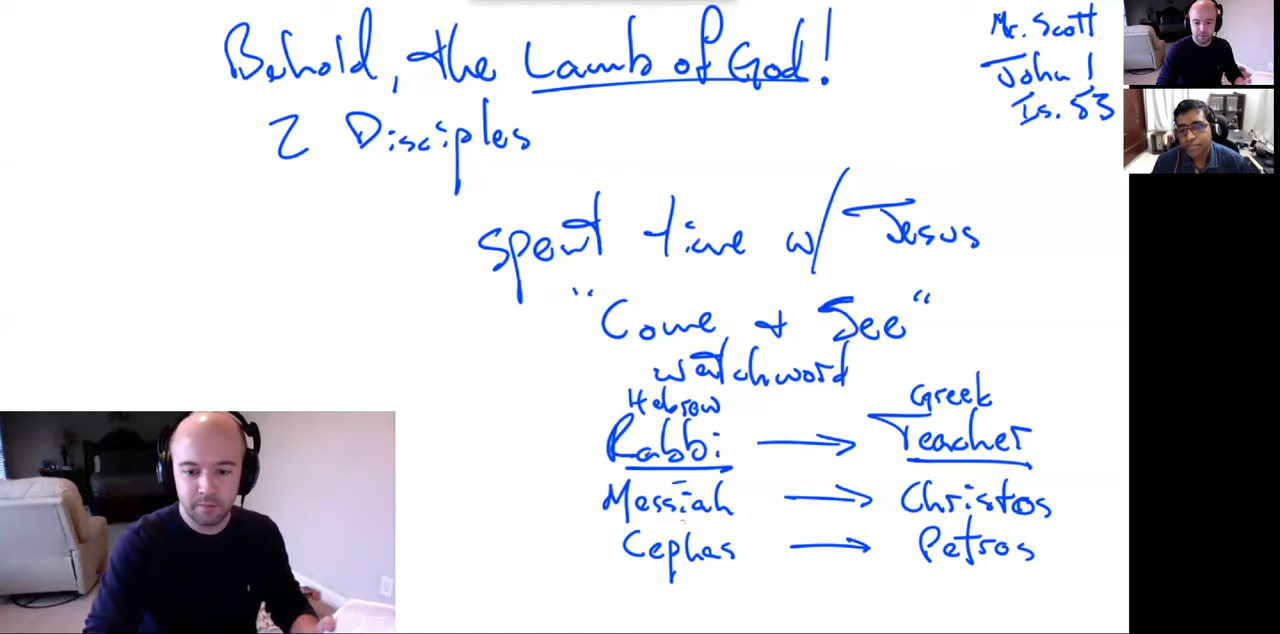 Behold, the Lamb of God!
2 Disciples
spent time w/ Jesus
"Come + See"
watchword
Hebrew Greek
Rabbi → Teacher
Messiah → Christos
Cephas → Petros
Mr. Scott
John 1
Is. 53